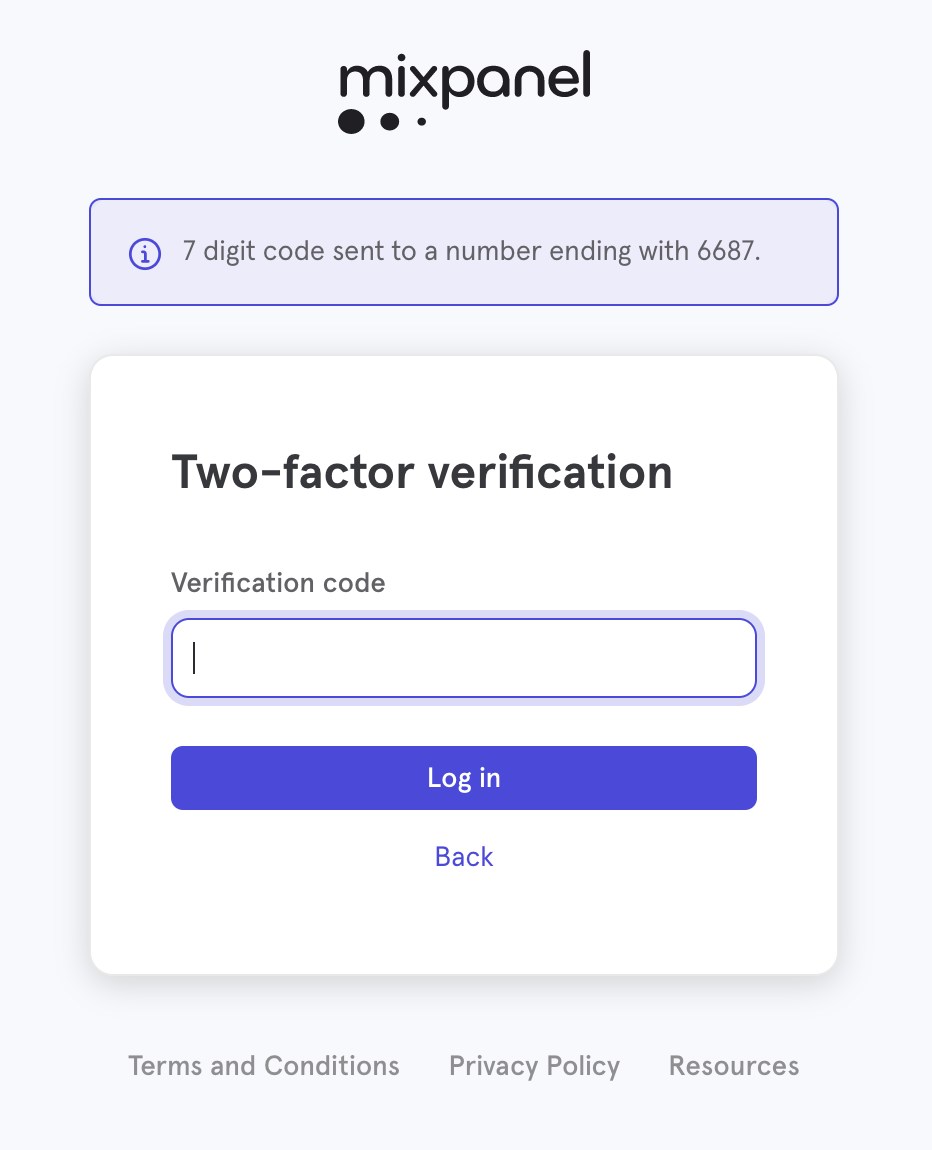 mixpanel
7 digit code sent to a number ending with 6687.
Two-factor verification
Verification code
Log in
Back
Terms and Conditions Privacy Policy Resources